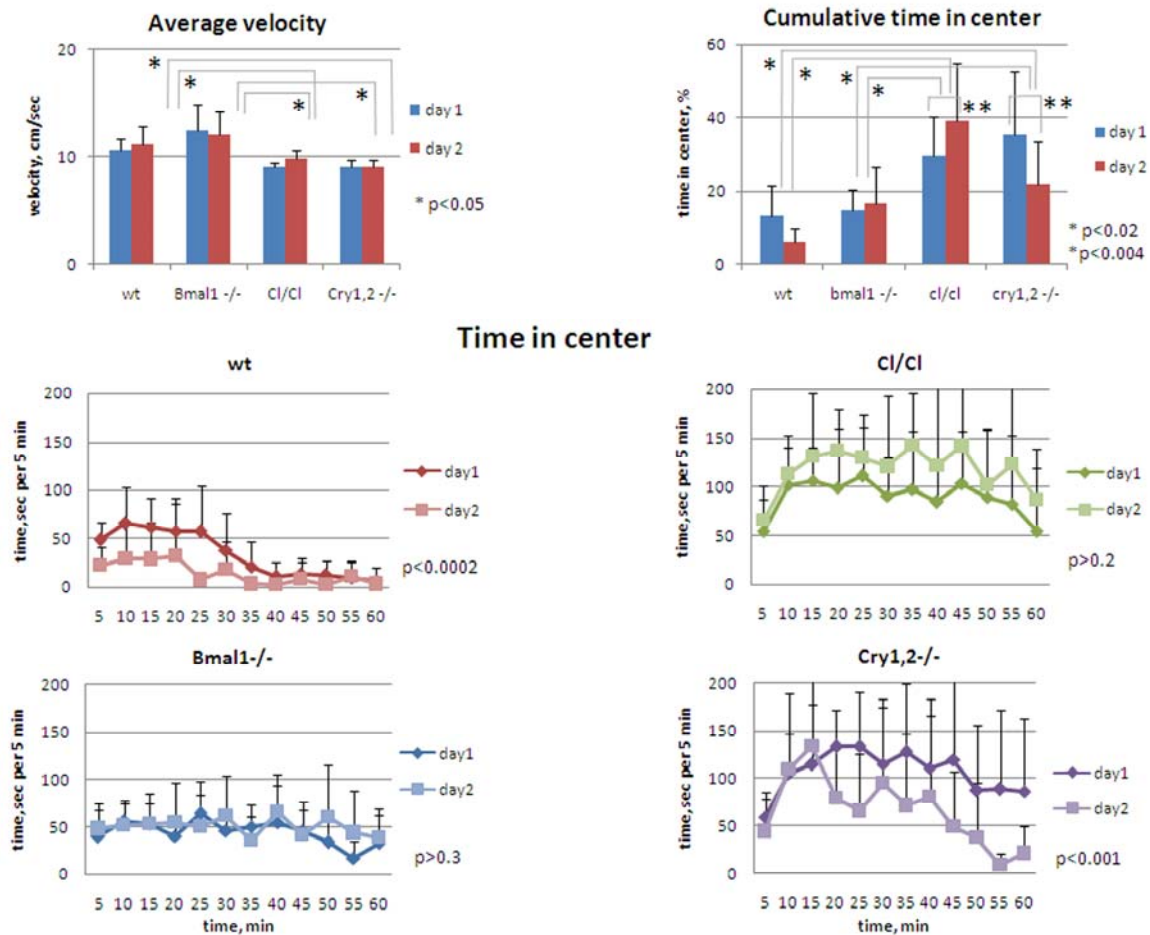 Average velocity
20
10
0
velocity, cm/sec
*
*
*
*
day 1
day 2
* p<0.05
wt
Bmal1 -/-
Cl/Cl
Cry1,2 -/-
Cumulative time in center
60
40
20
0
time in center, %
*
*
*
*
**
**
day 1
day 2
* p<0.02
*p<0.004
wt
bmal1 -/-
cl/cl
cry1,2 -/-
Time in center
wt
200
150
100
50
0
time,sec per 5 min
day1
day2
p<0.0002
5 10 15 20 25 30 35 40 45 50 55 60
Cl/Cl
200
150
100
50
0
time,sec per 5 min
day1
day2
p>0.2
5 10 15 20 25 30 35 40 45 50 55 60
Bmal1-/-
200
150
100
50
0
time,sec per 5 min
day1
day2
p>0.3
5 10 15 20 25 30 35 40 45 50 55 60
time, min
Cry1,2-/-
200
150
100
50
0
time,sec per 5 min
day1
day2
p<0.001
5 10 15 20 25 30 35 40 45 50 55 60
time, min